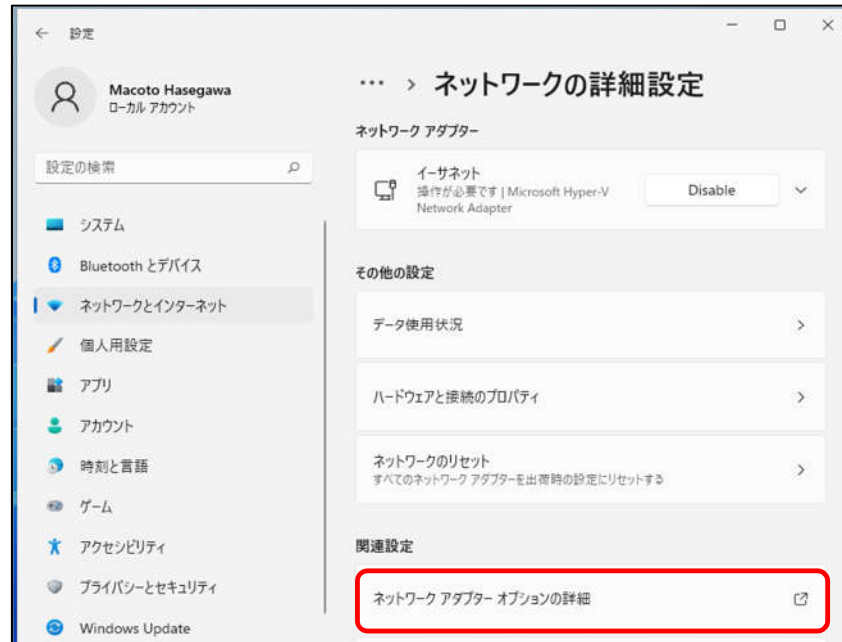 設定
Macoto Hasegawa
ローカル アカウント
設定の検索
システム
Bluetooth とデバイス
ネットワークとインターネット
個人用設定
アプリ
アカウント
時刻と言語
ゲーム
アクセシビリティ
プライバシーとセキュリティ
Windows Update
… › ネットワークの詳細設定
ネットワーク アダプター
イーサネット
操作が必要です | Microsoft Hyper-V
Network Adapter
Disable
その他の設定
データ使用状況
ハードウェアと接続のプロパティ
ネットワークのリセット
すべてのネットワーク アダプターを出荷時の設定にリセットする
関連設定
ネットワーク アダプター オプションの詳細